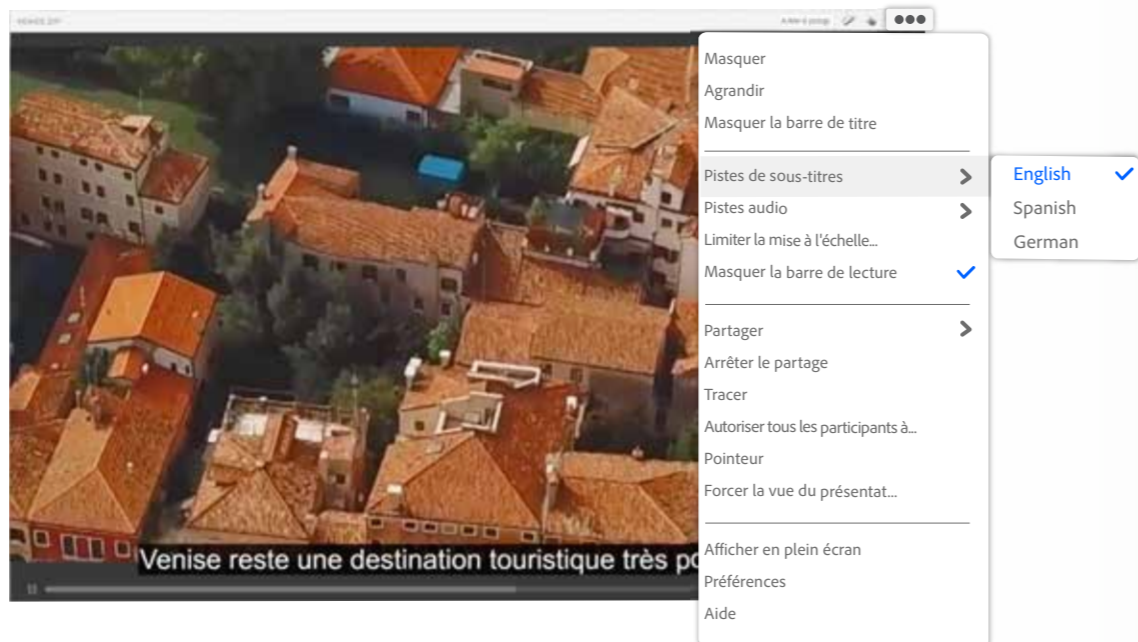 Masquer
Agrandir
Masquer la barre de titre
Pistes de sous-titres
English
Spanish
German
Pistes audio
Limiter la mise à l'échelle...
Masquer la barre de lecture
Partager
Arrêter le partage
Tracer
Autoriser tous les participants à...
Pointeur
Forcer la vue du présentat...
Afficher en plein écran
Préférences
Aide
Venise reste une destination touristique très po